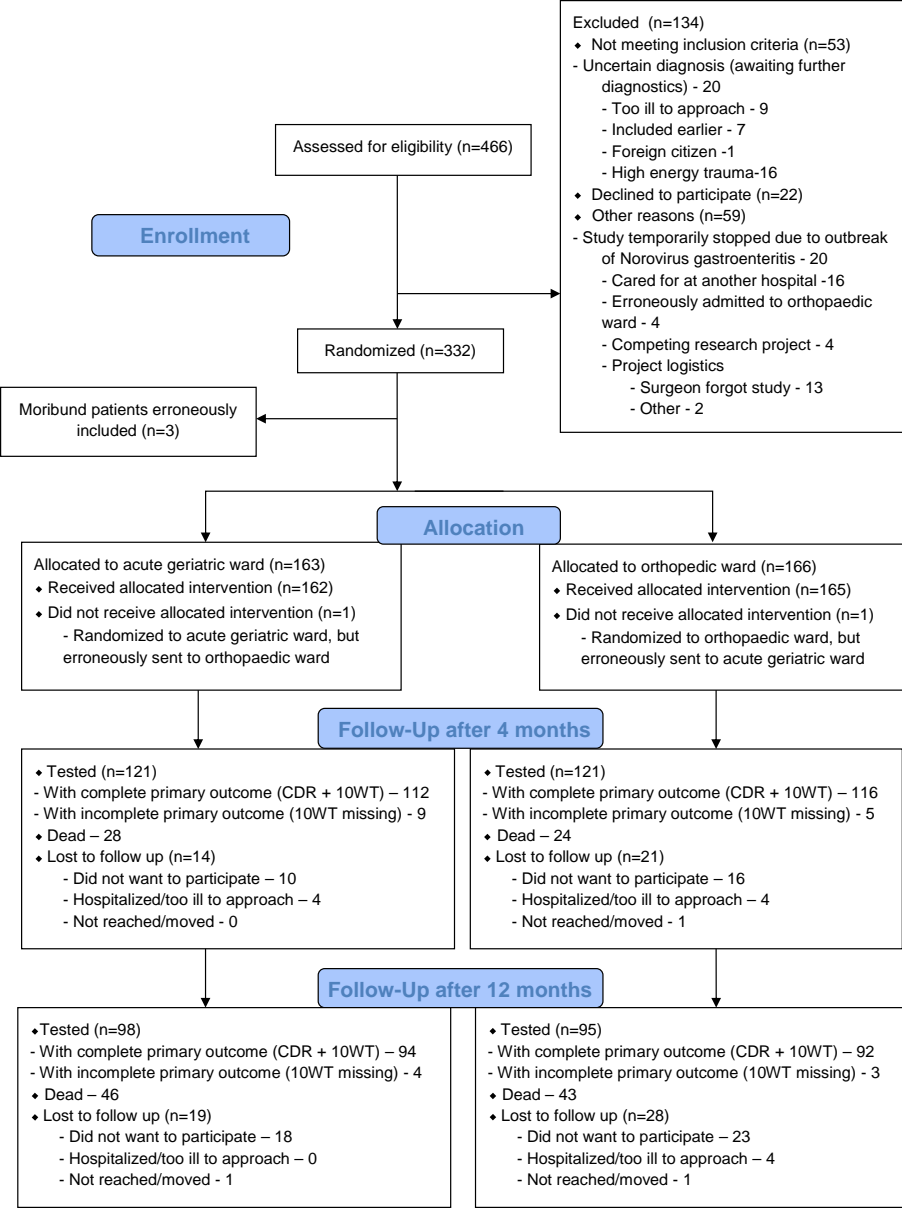 Assessed for eligibility (n=466)
Excluded (n=134)
⬥ Not meeting inclusion criteria (n=53)
- Uncertain diagnosis (awaiting further
diagnostics) - 20
- Too ill to approach - 9
- Included earlier - 7
- Foreign citizen -1
- High energy trauma-16
⬥ Declined to participate (n=22)
⬥ Other reasons (n=59)
- Study temporarily stopped due to outbreak
of Norovirus gastroenteritis - 20
- Cared for at another hospital -16
- Erroneously admitted to orthopaedic
ward - 4
- Competing research project - 4
- Project logistics
- Surgeon forgot study - 13
- Other - 2
Enrollment
Randomized (n=332)
Moribund patients erroneously
included (n=3)
Allocation
Allocated to acute geriatric ward (n=163)
⬥ Received allocated intervention (n=162)
⬥ Did not receive allocated intervention (n=1)
- Randomized to acute geriatric ward, but
erroneously sent to orthopaedic ward
Allocated to orthopedic ward (n=166)
⬥ Received allocated intervention (n=165)
⬥ Did not receive allocated intervention (n=1)
- Randomized to orthopaedic ward, but
erroneously sent to acute geriatric ward
Follow-Up after 4 months
⬥ Tested (n=121)
- With complete primary outcome (CDR + 10WT) – 112
- With incomplete primary outcome (10WT missing) - 9
⬥ Dead – 28
⬥ Lost to follow up (n=14)
- Did not want to participate – 10
- Hospitalized/too ill to approach – 4
- Not reached/moved - 0
⬥ Tested (n=121)
- With complete primary outcome (CDR + 10WT) – 116
- With incomplete primary outcome (10WT missing) - 5
⬥ Dead – 24
⬥ Lost to follow up (n=21)
- Did not want to participate – 16
- Hospitalized/too ill to approach – 4
- Not reached/moved - 1
Follow-Up after 12 months
⬥Tested (n=98)
- With complete primary outcome (CDR + 10WT) – 94
- With incomplete primary outcome (10WT missing) - 4
⬥ Dead – 46
⬥ Lost to follow up (n=19)
- Did not want to participate – 18
- Hospitalized/too ill to approach – 0
- Not reached/moved - 1
⬥ Tested (n=95)
- With complete primary outcome (CDR + 10WT) – 92
- With incomplete primary outcome (10WT missing) - 3
⬥ Dead – 43
⬥ Lost to follow up (n=28)
- Did not want to participate – 23
- Hospitalized/too ill to approach – 4
- Not reached/moved - 1